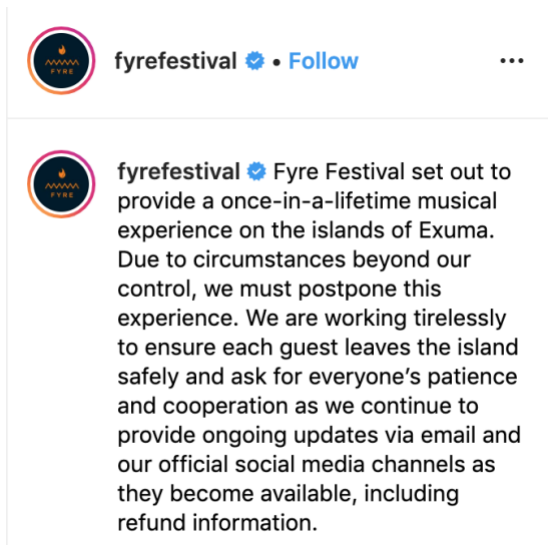 fyrefestival • Follow
FYRE
fyrefestival Fyre Festival set out to
FYRE
provide a once-in-a-lifetime musical
experience on the islands of Exuma.
Due to circumstances beyond our
control, we must postpone this
experience. We are working tirelessly
to ensure each guest leaves the island
safely and ask for everyone’s patience
and cooperation as we continue to
provide ongoing updates via email and
our official social media channels as
they become available, including
refund information.